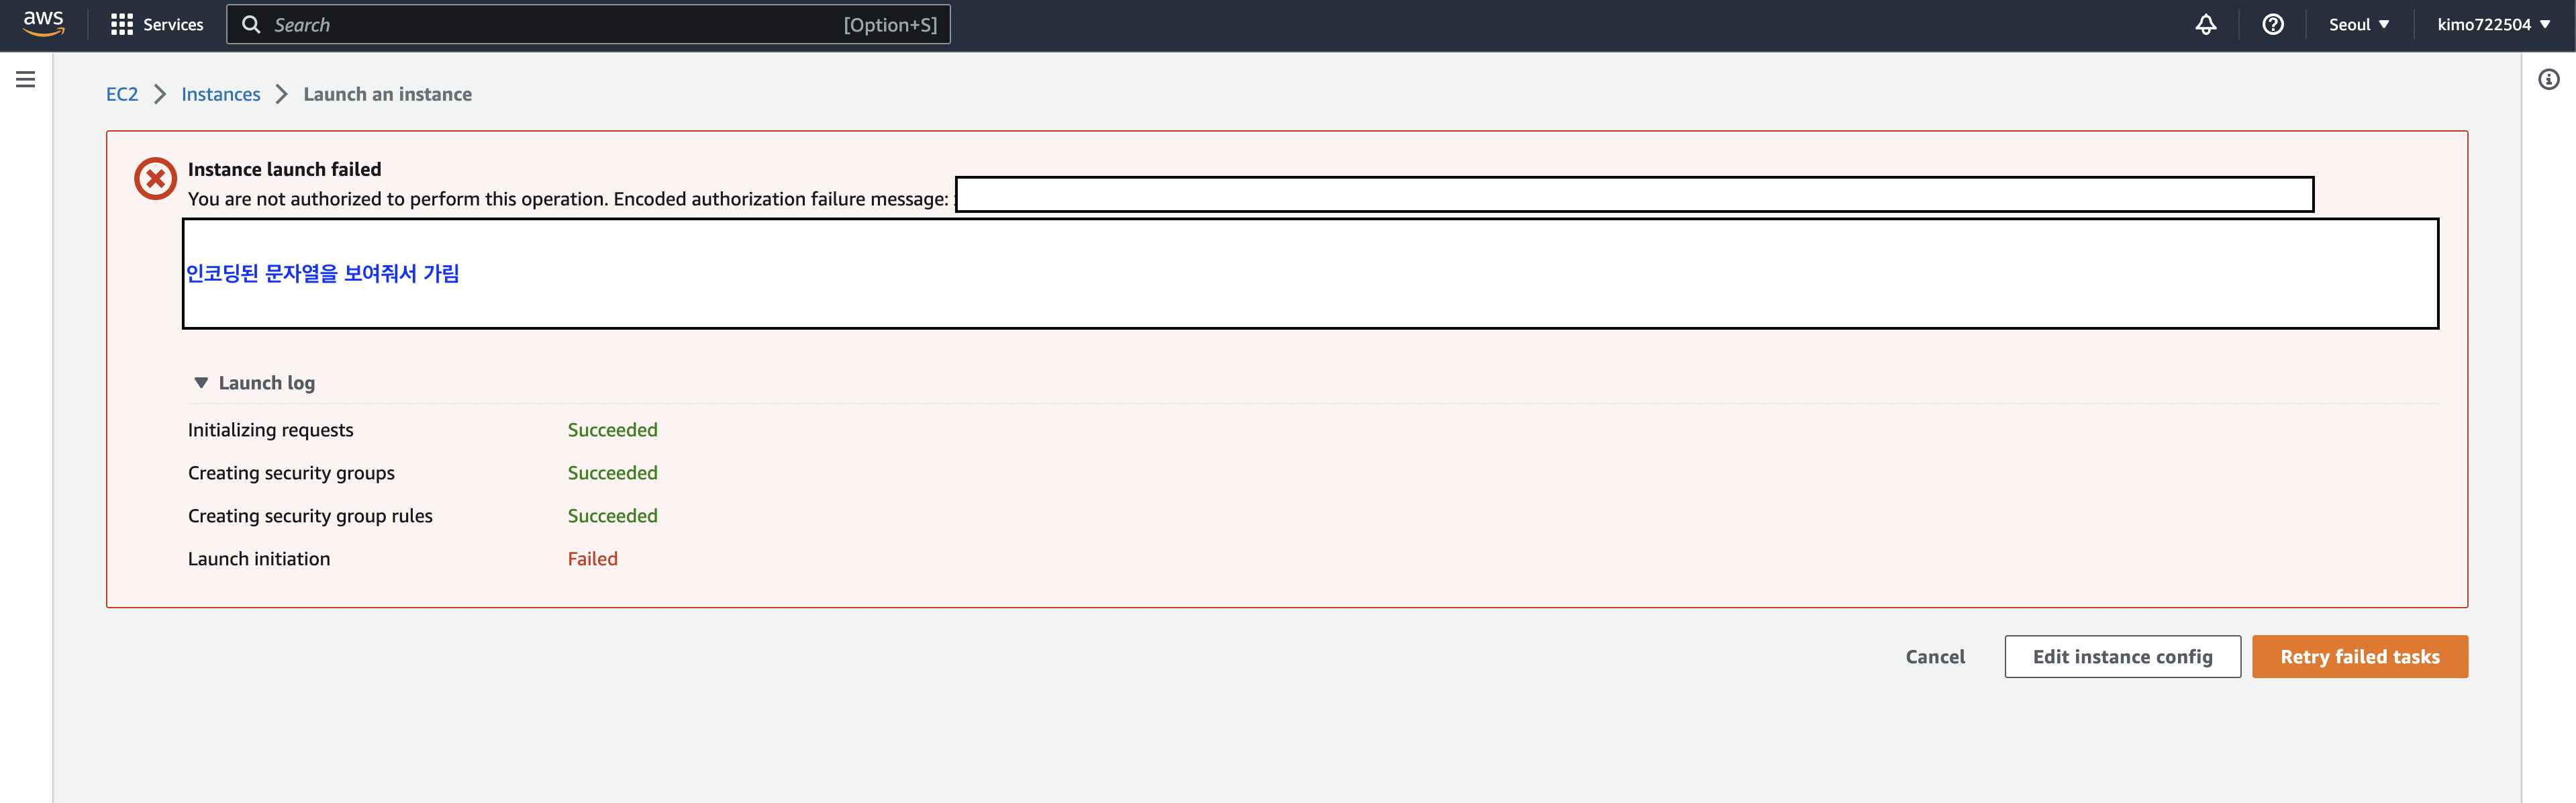 aws
Services
Search
[Option+S]
Seoul
kimo722504
EC2
Instances
Launch an instance
Instance launch failed
You are not authorized to perform this operation. Encoded authorization failure message:
인코딩된 문자열을 보여줘서 가림
Launch log
Initializing requests
Succeeded
Creating security groups
Succeeded
Creating security group rules
Succeeded
Launch initiation
Failed
Cancel
Edit instance config
Retry failed tasks